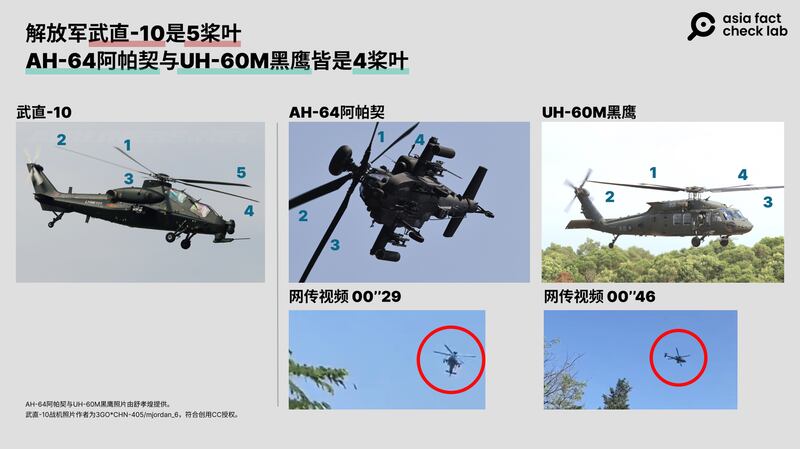 解放军武直-10是5桨叶
AH-64阿帕契与UH-60M黑鹰皆是4桨叶
asia fact
check lab
武直-10
AH-64阿帕契
UH-60M黑鹰
2
1
3
5
4
1
4
2
3
1
2
4
3
网传视频 00”29
网传视频 00”46
AH-64阿帕契与UH-60M黑鹰照片由舒孝煌提供。
武直-10战机照片作者为3GO*CHN-405/mjordan_6，符合创用CC授权。